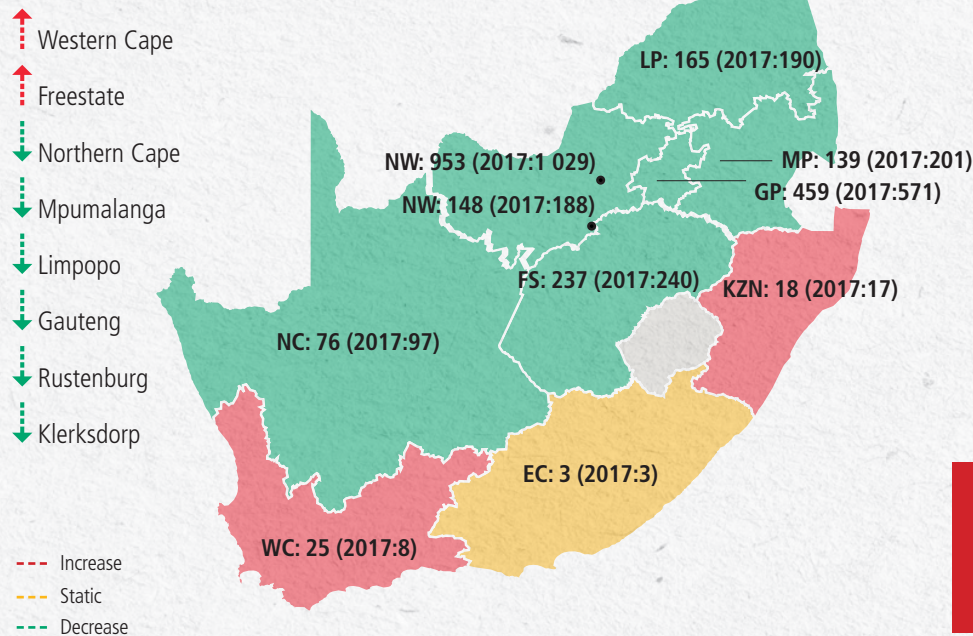 Western Cape
Freestate
Northern Cape
Mpumalanga
Limpopo
Gauteng
Rustenburg
Klerksdorp
LP: 165 (2017:190)
NW: 953 (2017:1 029)
MP: 139 (2017:201)
GP: 459 (2017:571)
NW: 148 (2017:188)
FS: 237 (2017:240)
KZN: 18 (2017:17)
NC: 76 (2017:97)
EC: 3 (2017:3)
WC: 25 (2017:8)
Increase
Static
Decrease